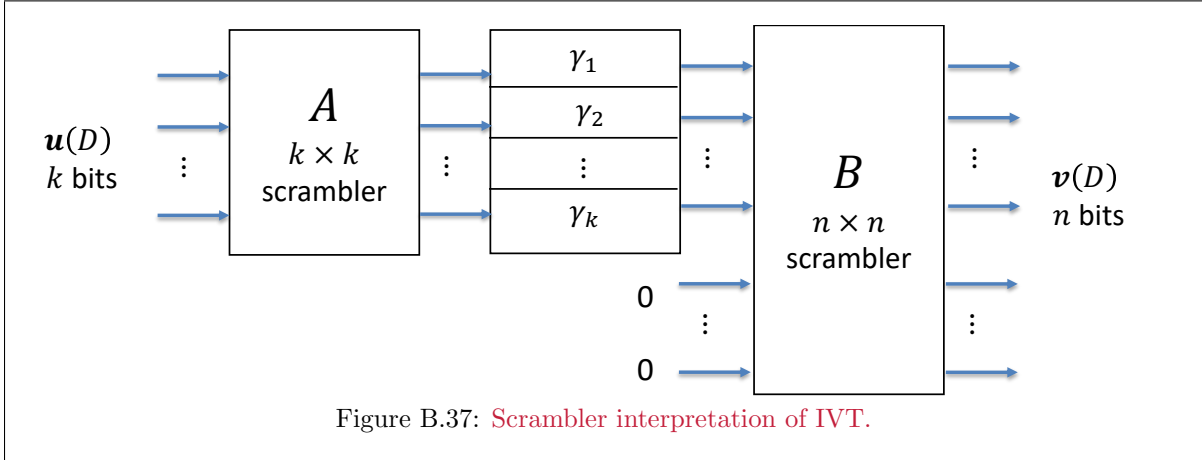 𝒖(D)
k bits
⋮
A
k × k
scrambler
⋮
γ₁
γ₂
⋮
γₖ
⋮
0
⋮
0
B
n × n
scrambler
⋮
⋮
𝒗(D)
n bits
Figure B.37: Scrambler interpretation of IVT.